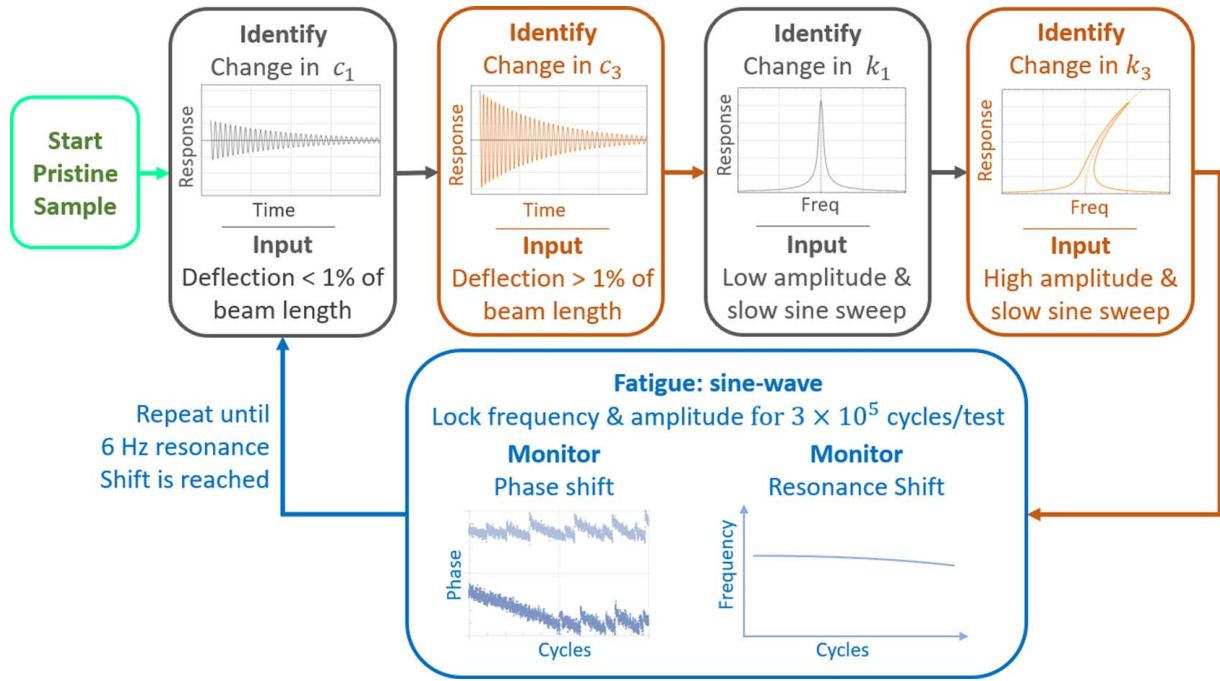 Start
Pristine
Sample
Identify
Change in c₁
Response
Time
Input
Deflection < 1% of
beam length
Identify
Change in c₃
Response
Time
Input
Deflection > 1% of
beam length
Identify
Change in k₁
Response
Freq
Input
Low amplitude &
slow sine sweep
Identify
Change in k₃
Response
Freq
Input
High amplitude &
slow sine sweep
Fatigue: sine-wave
Lock frequency & amplitude for 3 × 10⁵ cycles/test
Monitor
Phase shift
Phase
Cycles
Monitor
Resonance Shift
Frequency
Cycles
Repeat until
6 Hz resonance
Shift is reached